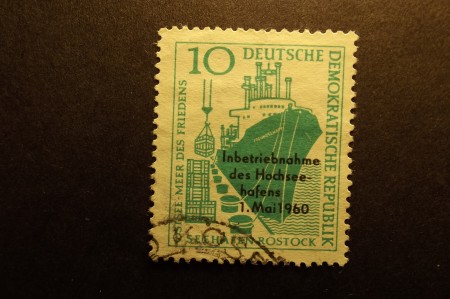 10 DEUTSCHE
DEMOKRATISCHE REPUBLIK
MEER DES FRIEDENS
Inbetriebnahme
des Hochsee-
hafens
1. Mai 1960
SEEHAFEN ROSTOCK